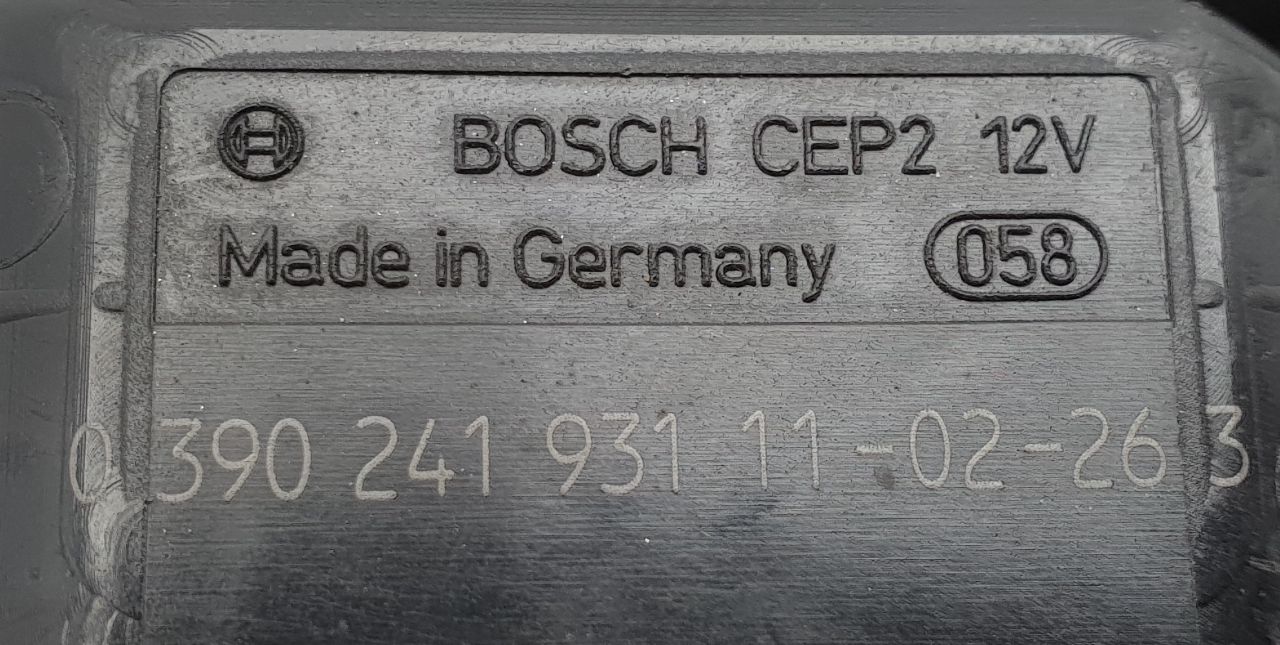 BOSCH CEP2 12V
Made in Germany 058
0 390 241 931 11-02-26 3